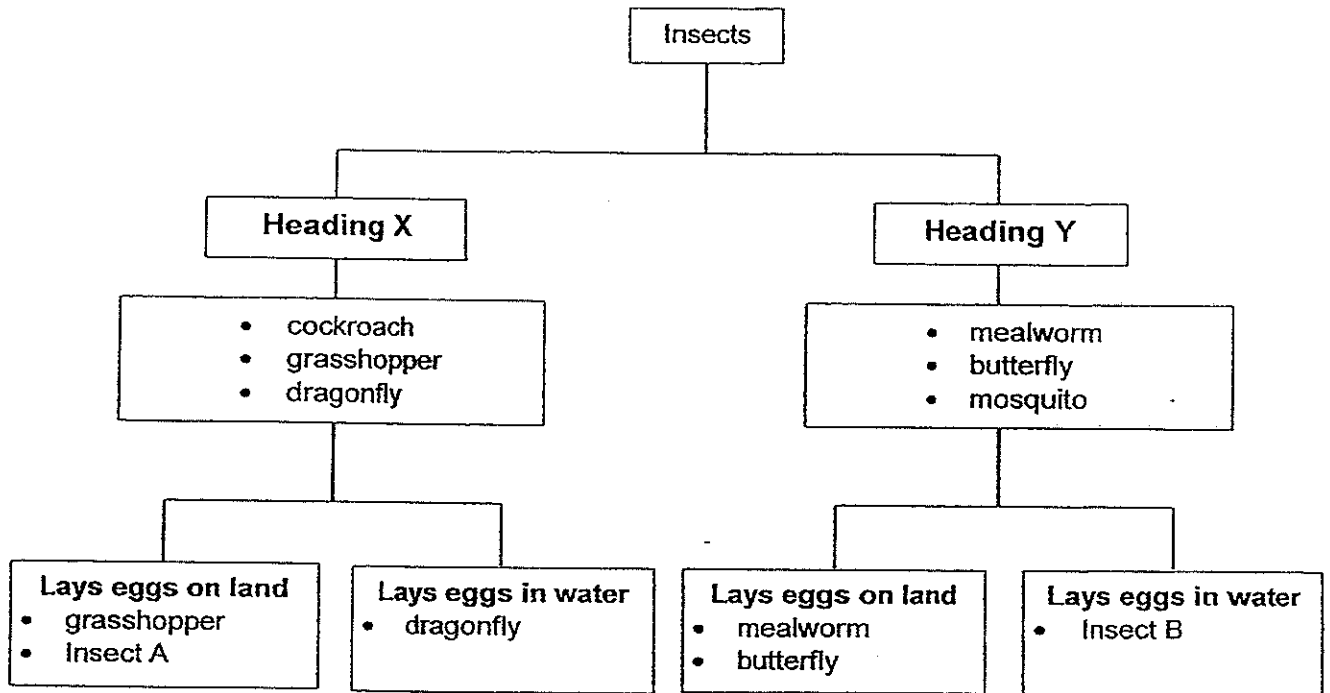 Insects
Heading X
Heading Y
• cockroach
• grasshopper
• dragonfly
• mealworm
• butterfly
• mosquito
Lays eggs on land
• grasshopper
• Insect A
Lays eggs in water
• dragonfly
Lays eggs on land
• mealworm
• butterfly
Lays eggs in water
• Insect B